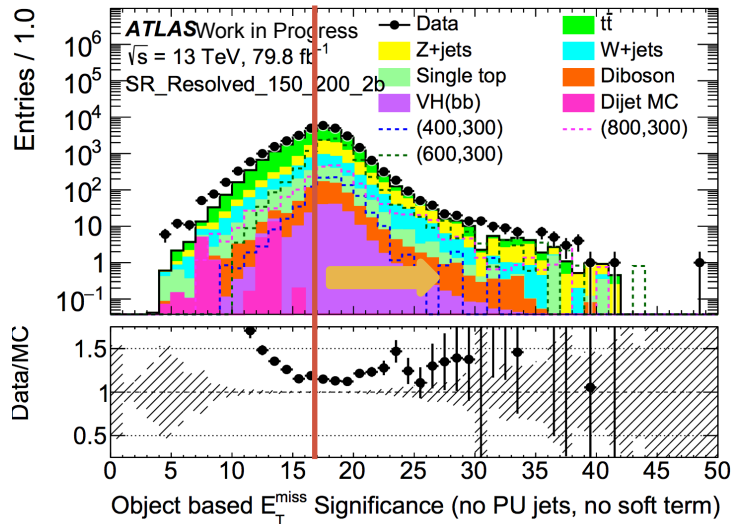 ATLAS Work in Progress
√s = 13 TeV, 79.8 fb⁻¹
SR_Resolved_150_200_2b
Data
tt̄
Z+jets
W+jets
Single top
Diboson
VH(bb)
Dijet MC
(400,300)
(800,300)
(600,300)
Entries / 1.0
10⁶
10⁵
10⁴
10³
10²
10
1
10⁻¹
Data/MC
1.5
1
0.5
0 5 10 15 20 25 30 35 40 45 50
Object based E_T^miss Significance (no PU jets, no soft term)